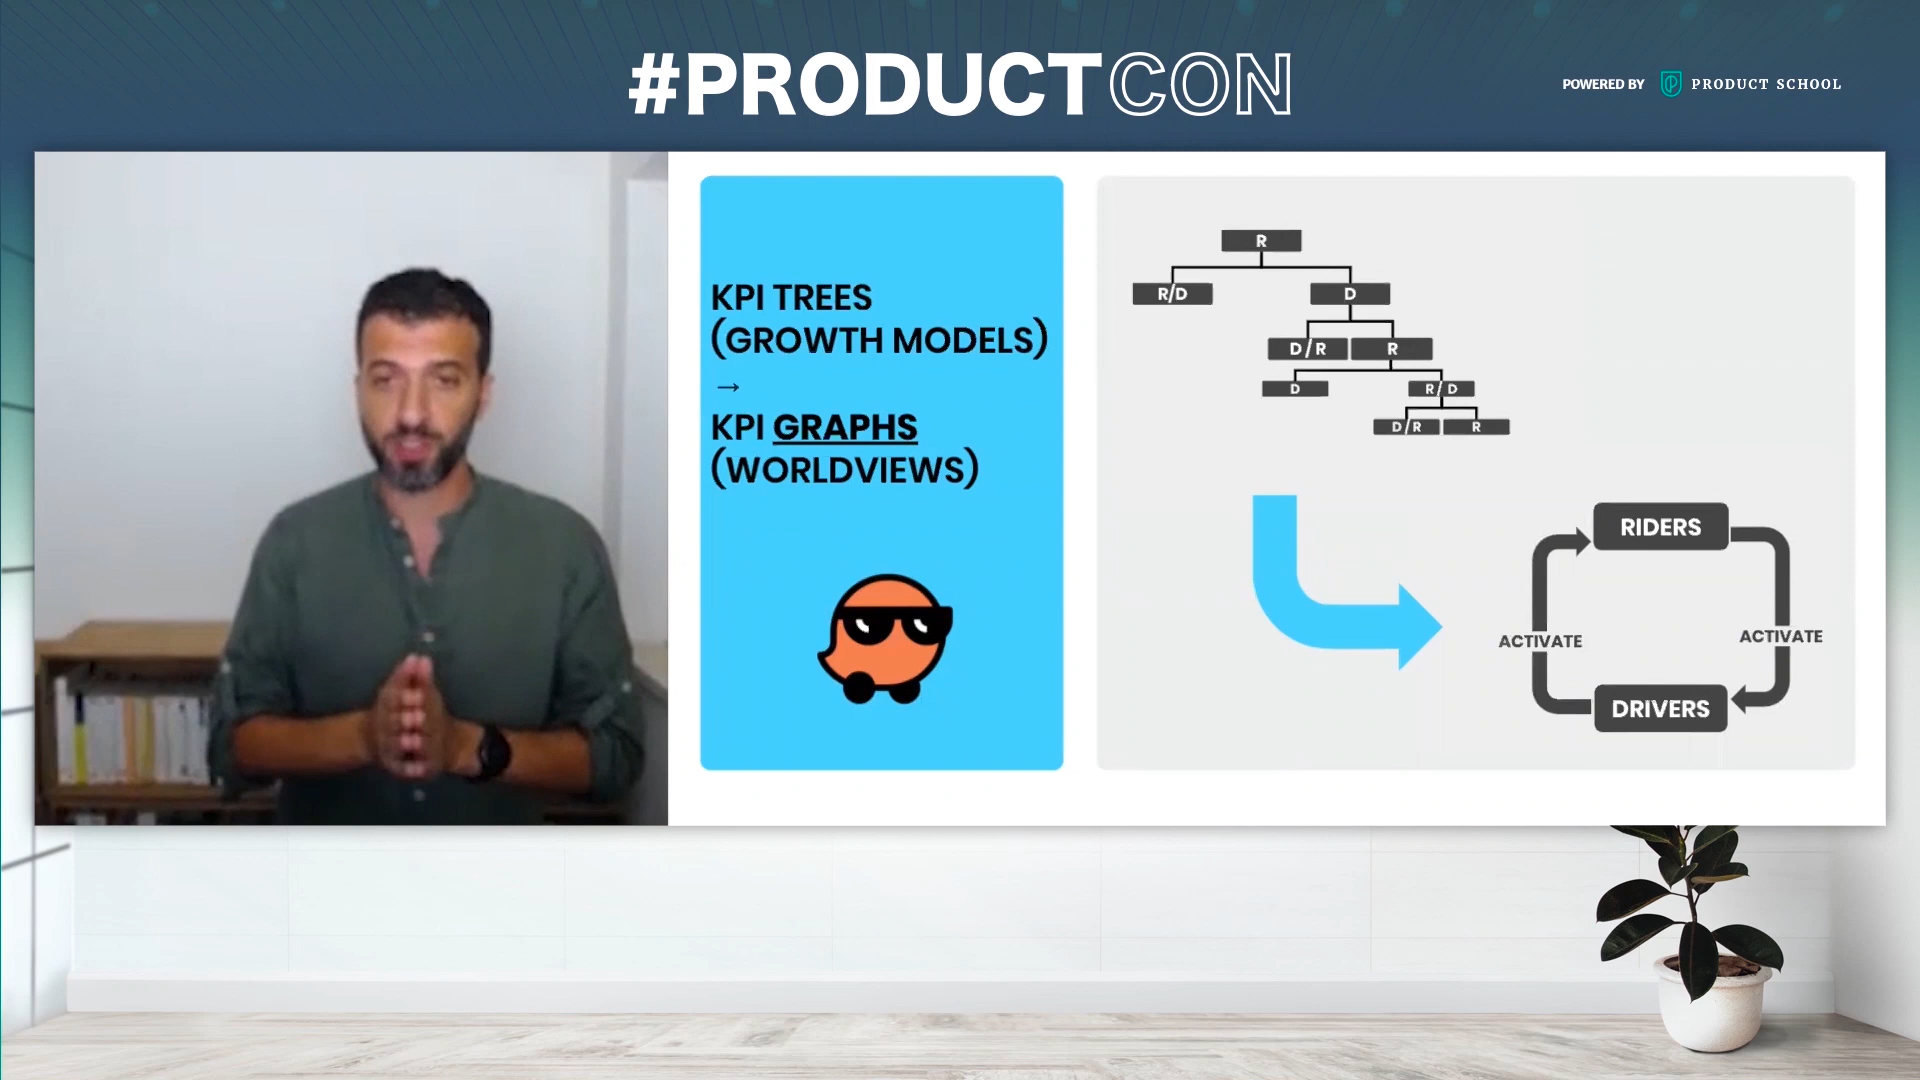 #PRODUCTCON
POWERED BY PRODUCT SCHOOL
KPI TREES
(GROWTH MODELS)
→
KPI GRAPHS
(WORLDVIEWS)
R
R/D
D
D/R
R
D
R/D
D/R
R
RIDERS
ACTIVATE
ACTIVATE
DRIVERS